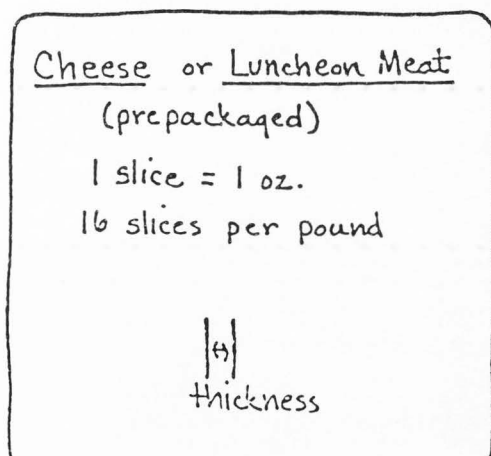 Cheese or Luncheon Meat
(prepackaged)
1 slice = 1 oz.
16 slices per pound
thickness